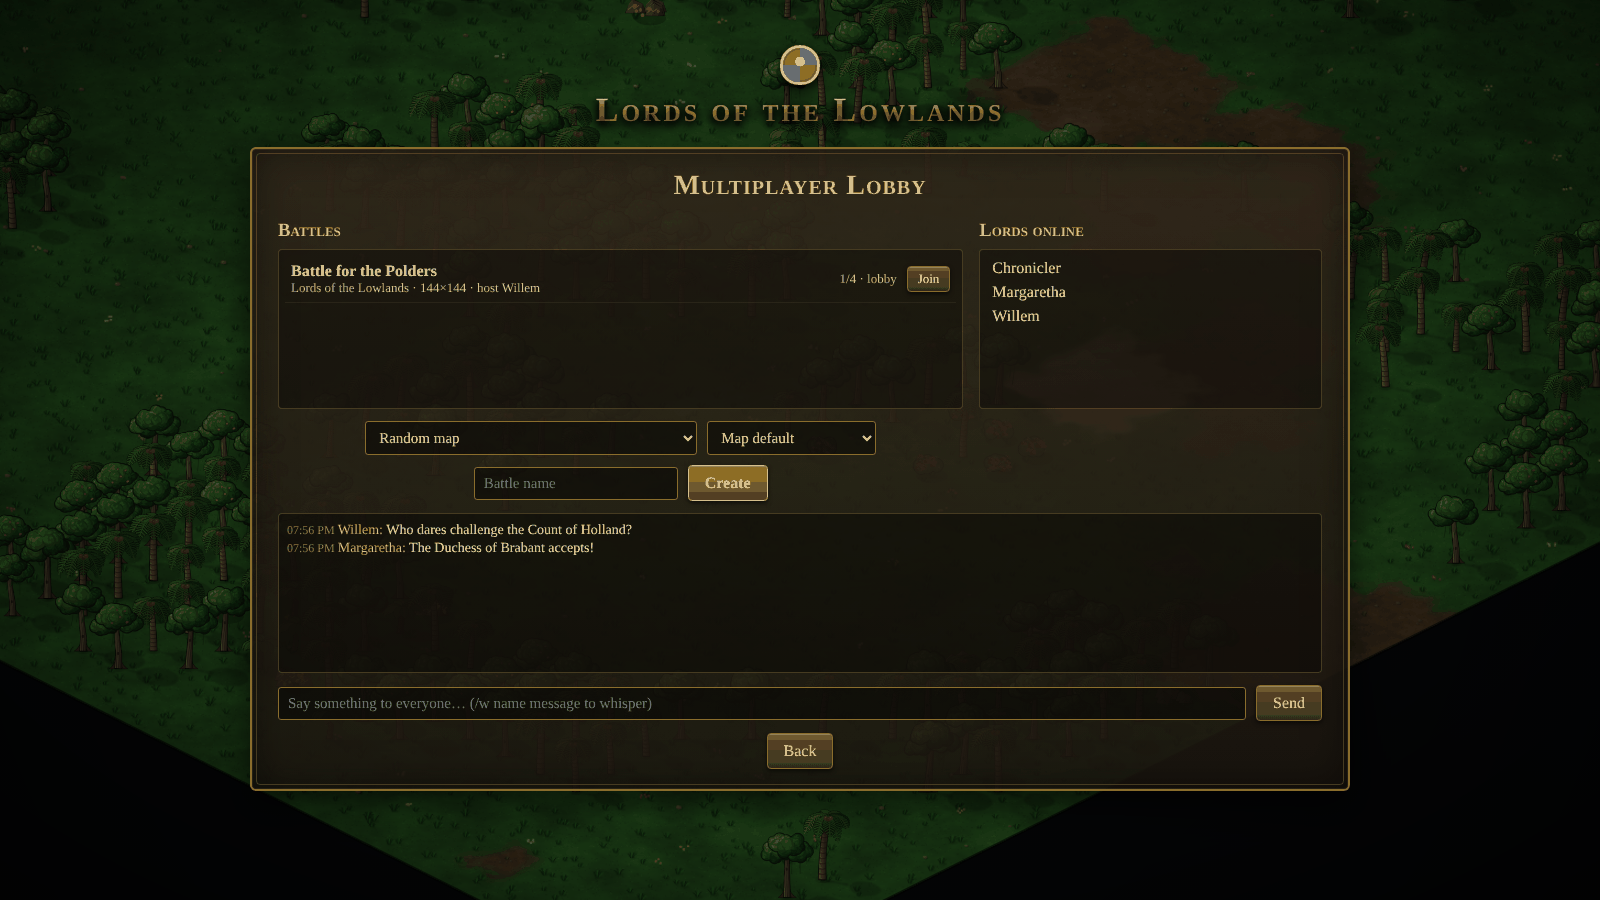 Lords of the Lowlands
Multiplayer Lobby
Battles
Battle for the Polders
Lords of the Lowlands · 144×144 · host Willem
1/4 · lobby
Join
Lords online
Chronicler
Margaretha
Willem
Random map
Map default
Battle name
Create
07:56 PM Willem: Who dares challenge the Count of Holland?
07:56 PM Margaretha: The Duchess of Brabant accepts!
Say something to everyone… (/w name message to whisper)
Send
Back